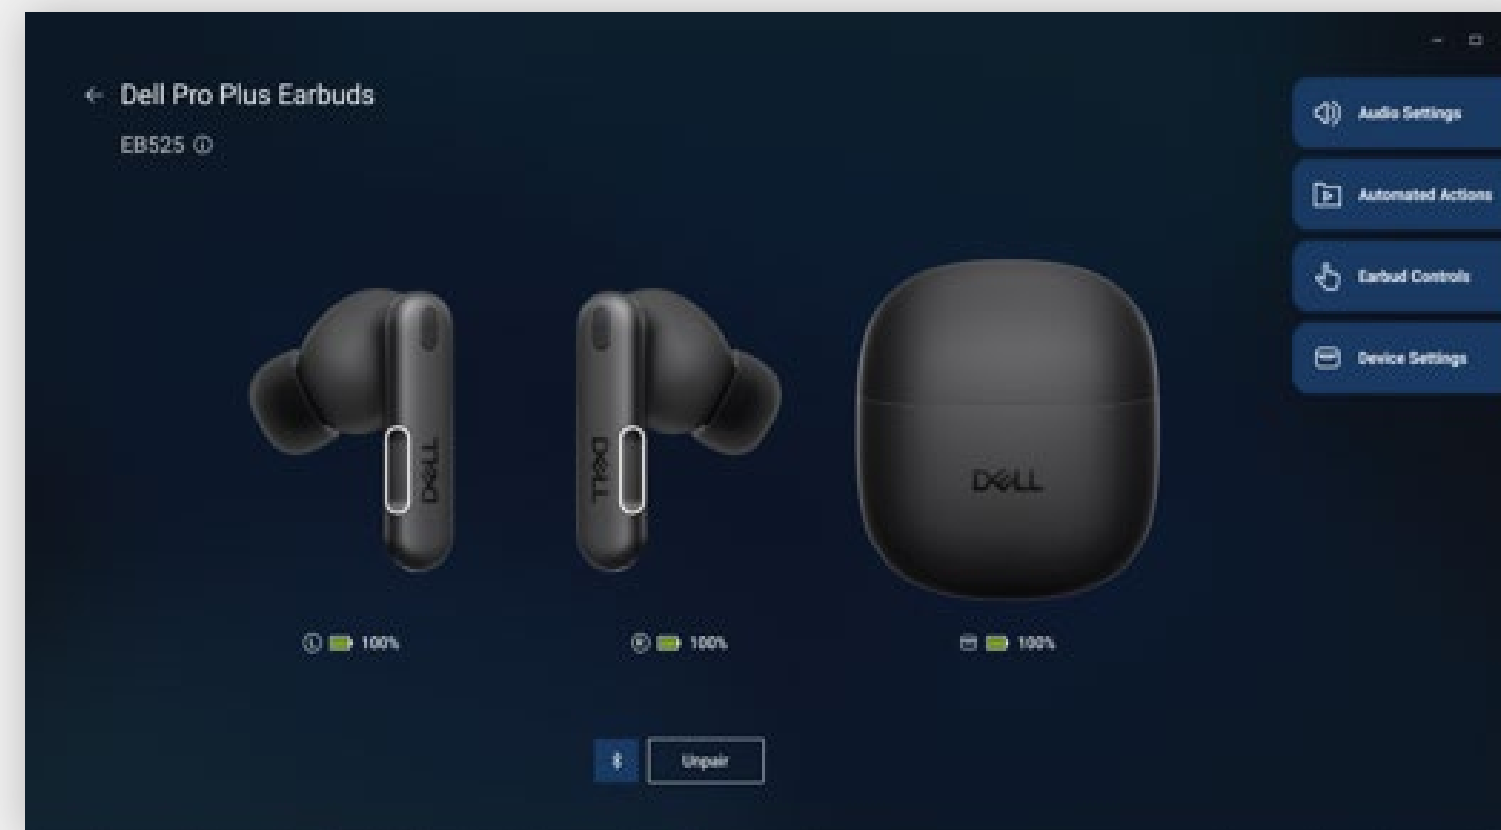 Dell Pro Plus Earbuds
EB525
Audio Settings
Automated Actions
Earbud Controls
Device Settings
DELL
DELL
DELL
L 100%
R 100%
100%
Unpair